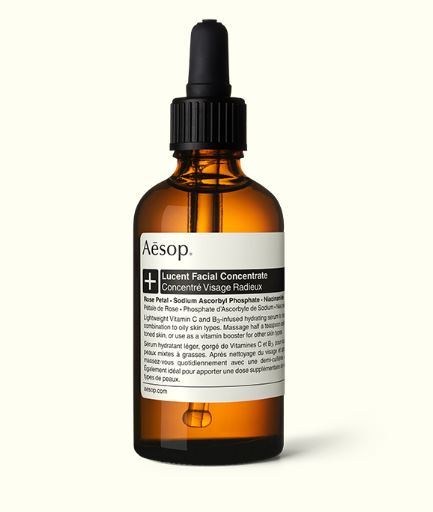 Aēsop.
Lucent Facial Concentrate
Concentré Visage Radieux
Rose Petal • Sodium Ascorbyl Phosphate • Niacinamide
Pétale de Rose • Phosphate d'Ascorbyle de Sodium •
Lightweight Vitamin C and B₃-infused hydrating serum
combination to oily skin types. Massage half a teaspoon
toned skin, or use as a vitamin booster for other skin types.
Sérum hydratant léger, gorgé de Vitamines C et B₃
peaux mixtes à grasses. Après nettoyage du visage et
massez-vous quotidiennement avec une demi-
Également idéal pour apporter une dose supplémentaire
types de peaux.
aesop.com